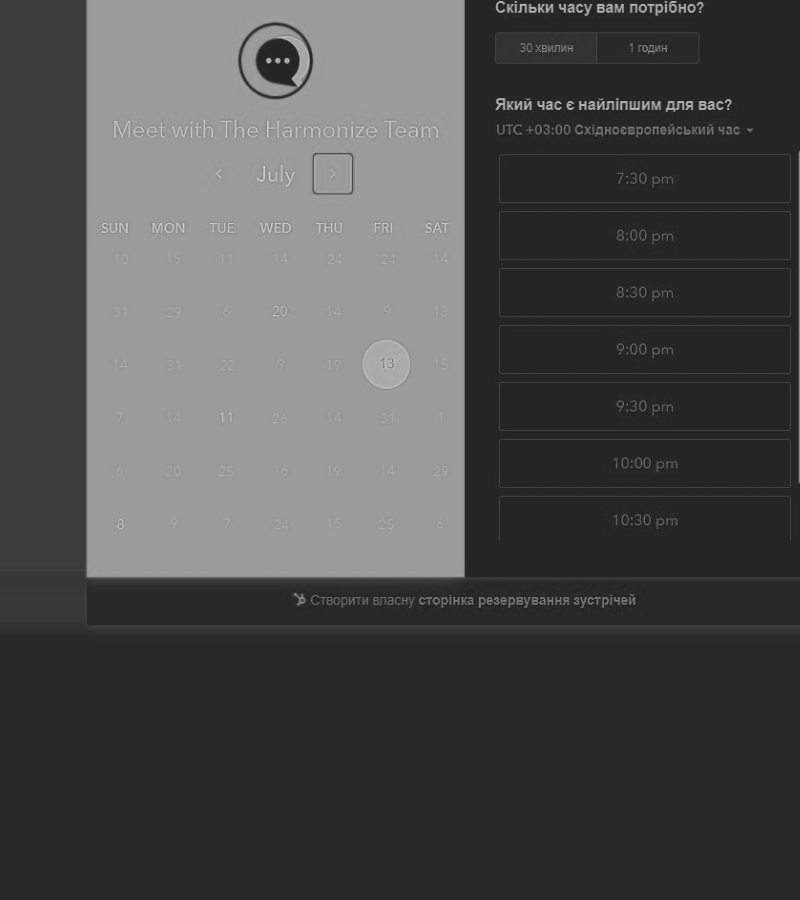 Meet with The Harmonize Team
July
SUN MON TUE WED THU FRI SAT
10 15 11 14 24 24 14
31 29 6 20 14 9 13
14 31 22 9 19 13 15
7 14 11 26 14 31 1
6 20 25 16 19 14 29
8 9 7 24 15 25 6
Скільки часу вам потрібно?
30 хвилин 1 годин
Який час є найліпшим для вас?
UTC +03:00 Східноєвропейський час
7:30 pm
8:00 pm
8:30 pm
9:00 pm
9:30 pm
10:00 pm
10:30 pm
Створити власну сторінка резервування зустрічей